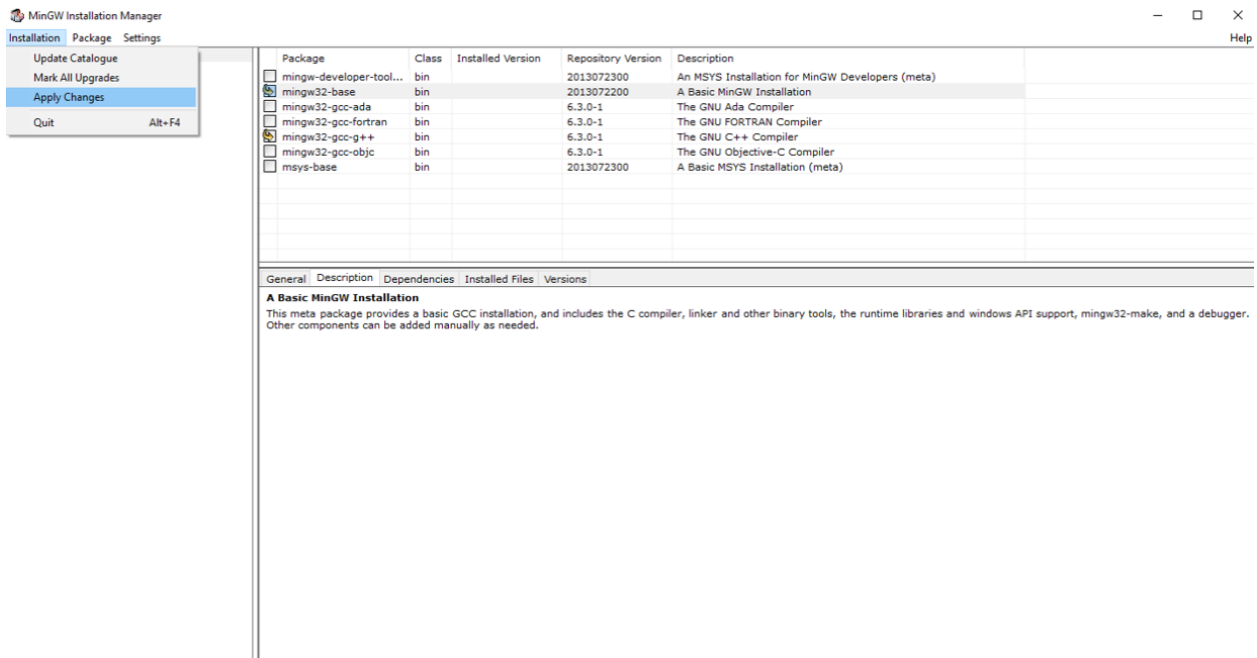 MinGW Installation Manager
Installation Package Settings Help
Update Catalogue
Mark All Upgrades
Apply Changes
Quit Alt+F4
Package Class Installed Version Repository Version Description
mingw-developer-tool... bin 2013072300 An MSYS Installation for MinGW Developers (meta)
mingw32-base bin 2013072200 A Basic MinGW Installation
mingw32-gcc-ada bin 6.3.0-1 The GNU Ada Compiler
mingw32-gcc-fortran bin 6.3.0-1 The GNU FORTRAN Compiler
mingw32-gcc-g++ bin 6.3.0-1 The GNU C++ Compiler
mingw32-gcc-objc bin 6.3.0-1 The GNU Objective-C Compiler
msys-base bin 2013072300 A Basic MSYS Installation (meta)
General Description Dependencies Installed Files Versions
A Basic MinGW Installation
This meta package provides a basic GCC installation, and includes the C compiler, linker and other binary tools, the runtime libraries and windows API support, mingw32-make, and a debugger.
Other components can be added manually as needed.